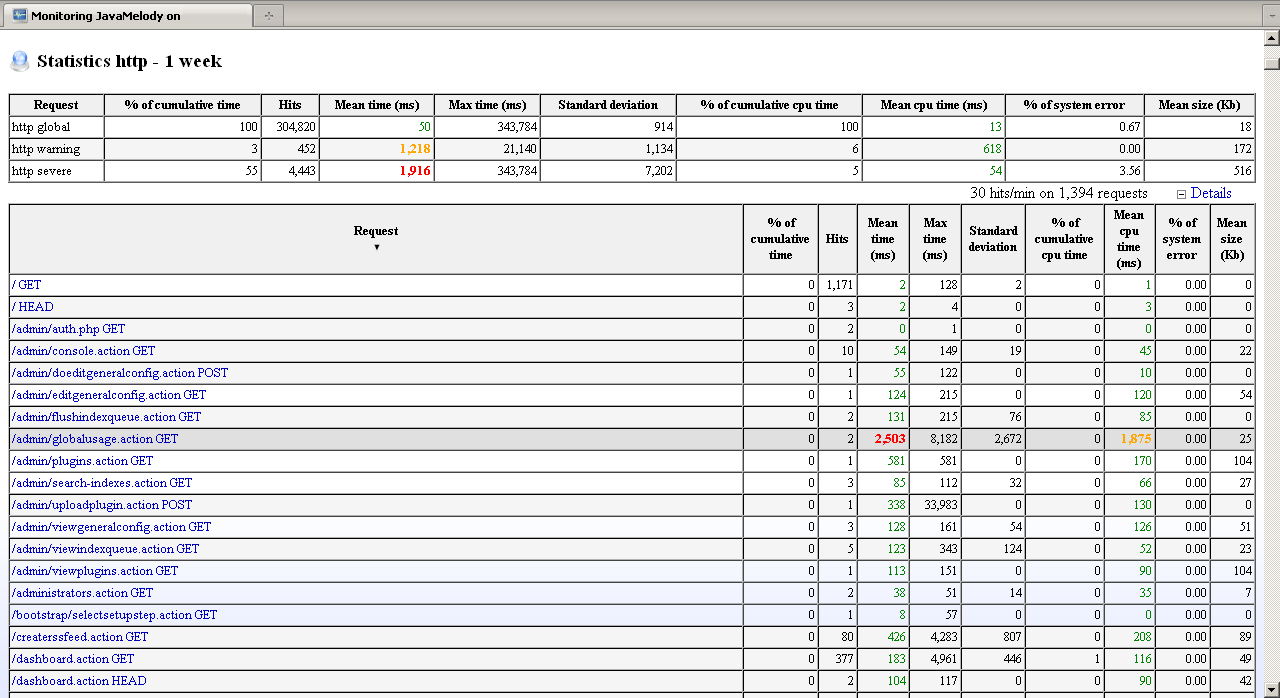 Monitoring JavaMelody on
Statistics http - 1 week
Request % of cumulative time Hits Mean time (ms) Max time (ms) Standard deviation % of cumulative cpu time Mean cpu time (ms) % of system error Mean size (Kb)
http global 100 304,820 50 343,784 914 100 13 0.67 18
http warning 3 452 1,218 21,140 1,134 6 618 0.00 172
http severe 55 4,443 1,916 343,784 7,202 5 54 3.56 516
30 hits/min on 1,394 requests Details
Request % of cumulative time Hits Mean time (ms) Max time (ms) Standard deviation % of cumulative cpu time Mean cpu time (ms) % of system error Mean size (Kb)
/ GET 0 1,171 2 128 2 0 1 0.00 0
/ HEAD 0 3 2 4 0 0 3 0.00 0
/admin/auth.php GET 0 2 0 1 0 0 0 0.00 0
/admin/console.action GET 0 10 54 149 19 0 45 0.00 22
/admin/doeditgeneralconfig.action POST 0 1 55 122 0 0 10 0.00 0
/admin/editgeneralconfig.action GET 0 1 124 215 0 0 120 0.00 54
/admin/flushindexqueue.action GET 0 2 131 215 76 0 85 0.00 0
/admin/globalusage.action GET 0 2 2,503 8,182 2,672 0 1,875 0.00 25
/admin/plugins.action GET 0 1 581 581 0 0 170 0.00 104
/admin/search-indexes.action GET 0 3 85 112 32 0 66 0.00 27
/admin/uploadplugin.action POST 0 1 338 33,983 0 0 130 0.00 0
/admin/viewgeneralconfig.action GET 0 3 128 161 54 0 126 0.00 51
/admin/viewindexqueue.action GET 0 5 123 343 124 0 52 0.00 23
/admin/viewplugins.action GET 0 1 113 151 0 0 90 0.00 104
/administrators.action GET 0 2 38 51 14 0 35 0.00 7
/bootstrap/selectsetupstep.action GET 0 1 8 57 0 0 0 0.00 0
/createrssfeed.action GET 0 80 426 4,283 807 0 208 0.00 89
/dashboard.action GET 0 377 183 4,961 446 1 116 0.00 49
/dashboard.action HEAD 0 2 104 117 0 0 90 0.00 42